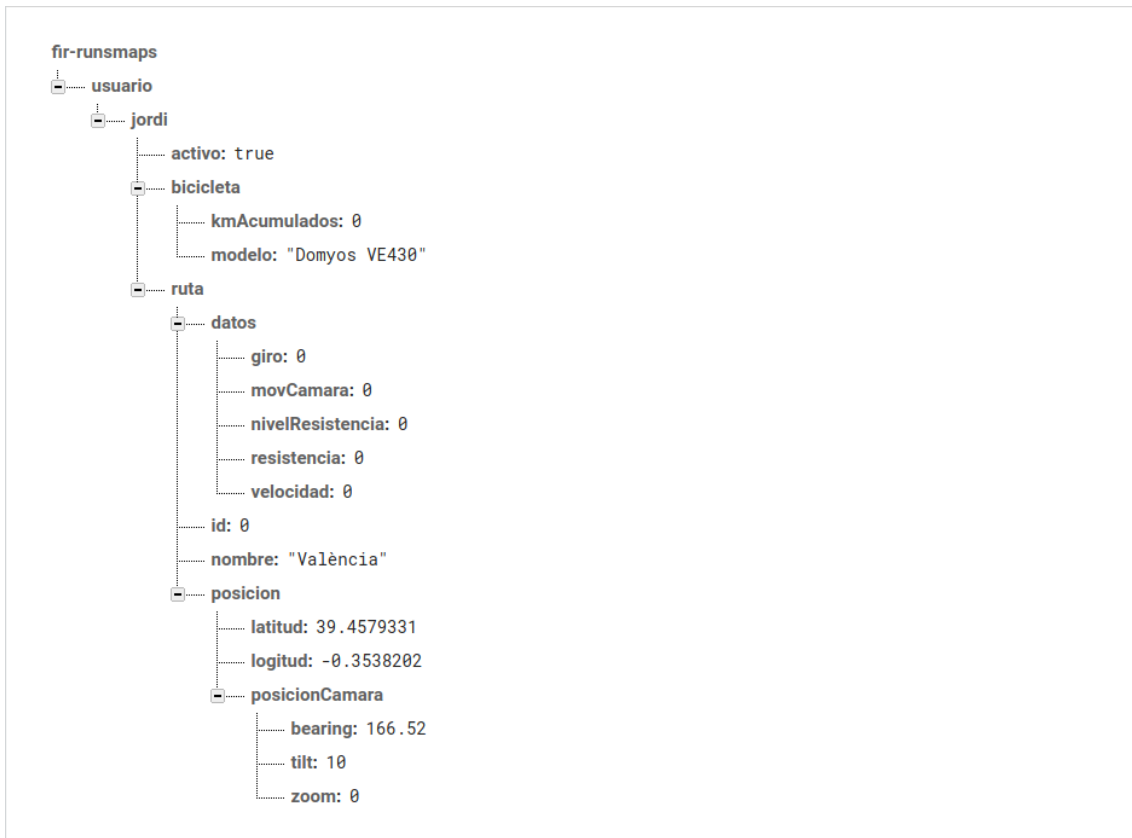 fir-runsmaps
usuario
jordi
activo: true
bicicleta
kmAcumulados: 0
modelo: "Domyos VE430"
ruta
datos
giro: 0
movCamara: 0
nivelResistencia: 0
resistencia: 0
velocidad: 0
id: 0
nombre: "València"
posicion
latitud: 39.4579331
logitud: -0.3538202
posicionCamara
bearing: 166.52
tilt: 10
zoom: 0